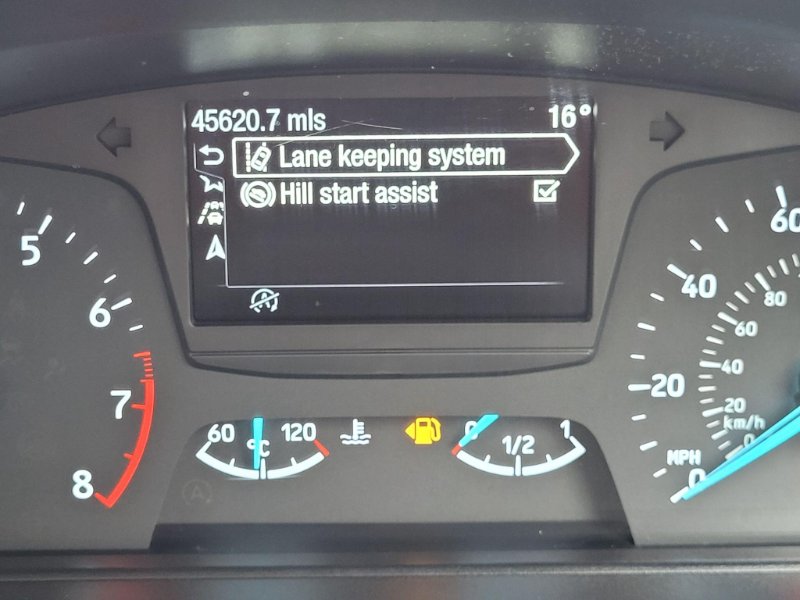 45620.7 mls 16°
Lane keeping system
Hill start assist
5
6
7
8
60 °C 120
0 1/2 1
60
40
20
0
MPH
80
60
40
20
0
km/h
A